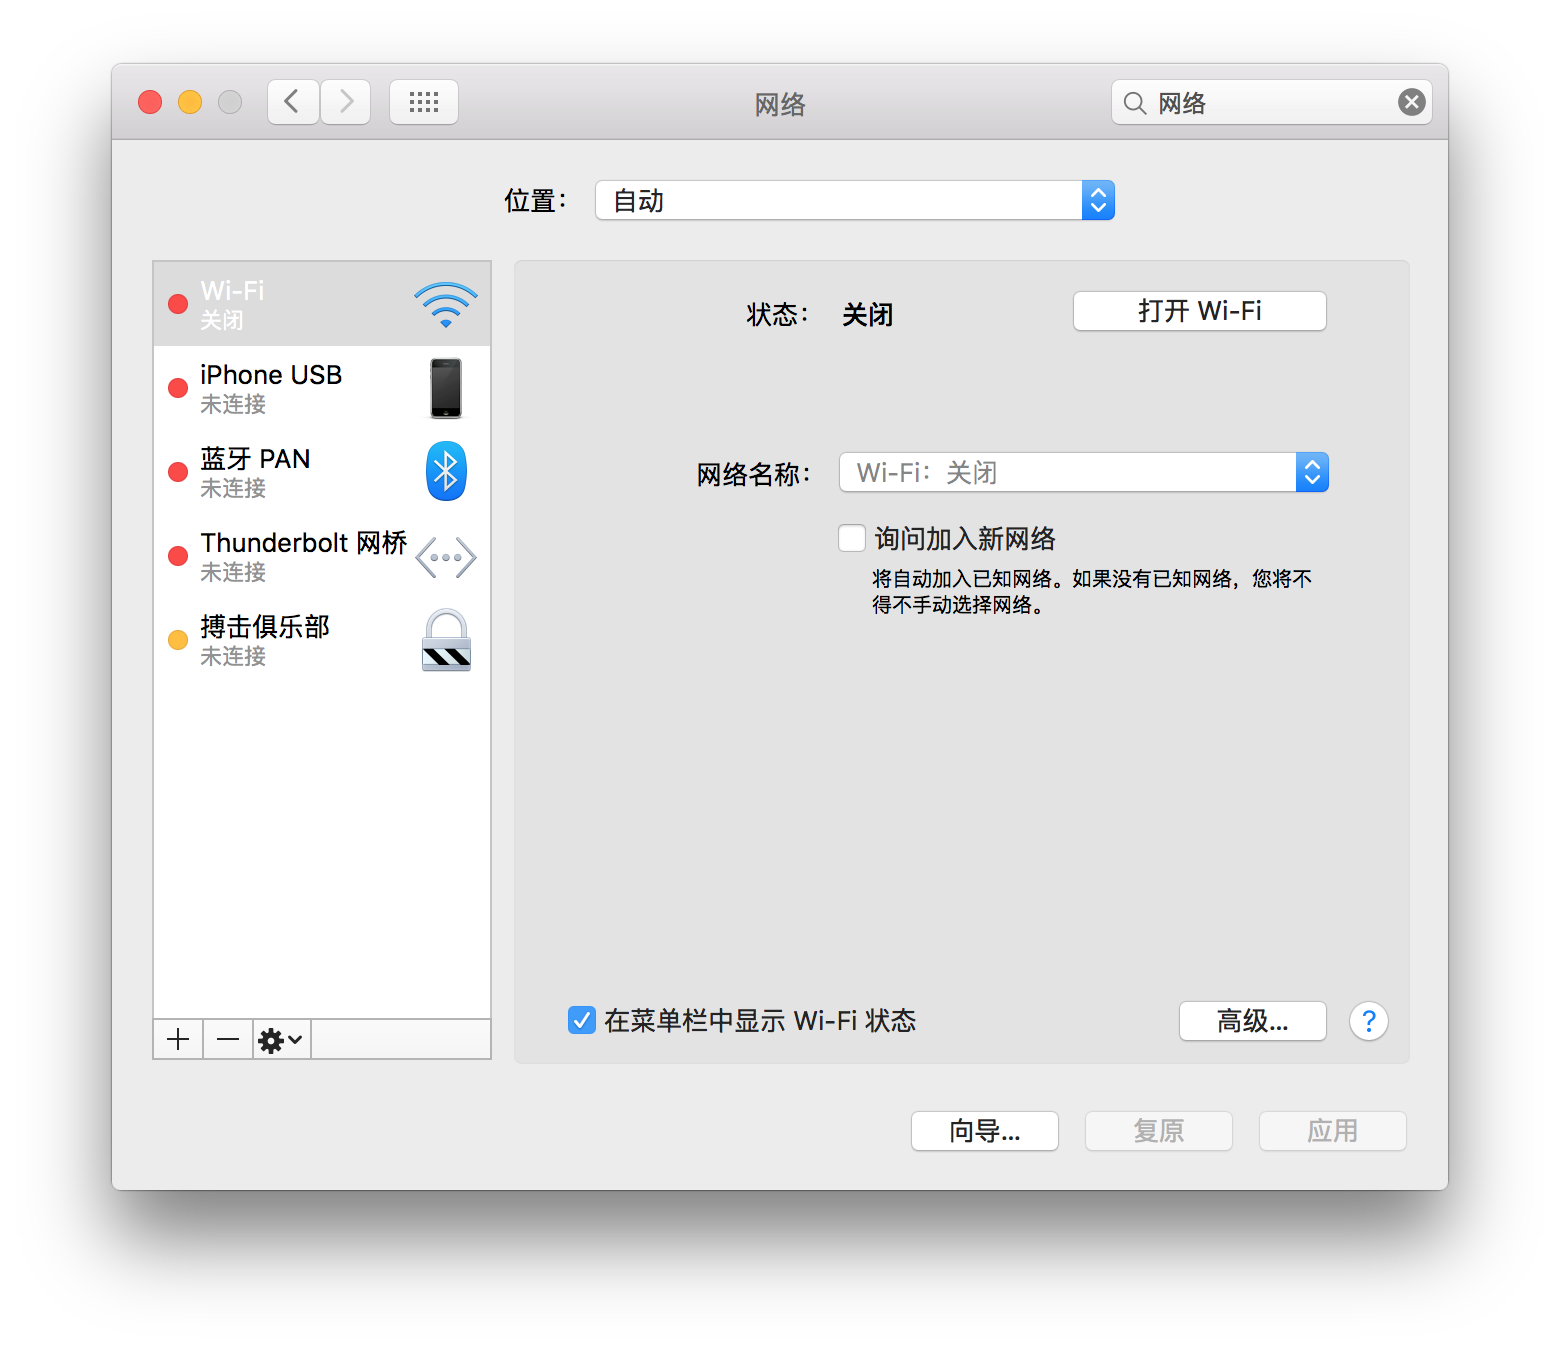 网络
网络
位置：
自动
Wi-Fi
关闭
iPhone USB
未连接
蓝牙 PAN
未连接
Thunderbolt 网桥
未连接
搏击俱乐部
未连接
状态：
关闭
打开 Wi-Fi
网络名称：
Wi-Fi：关闭
询问加入新网络
将自动加入已知网络。如果没有已知网络，您将不
得不手动选择网络。
在菜单栏中显示 Wi-Fi 状态
高级...
?
向导...
复原
应用